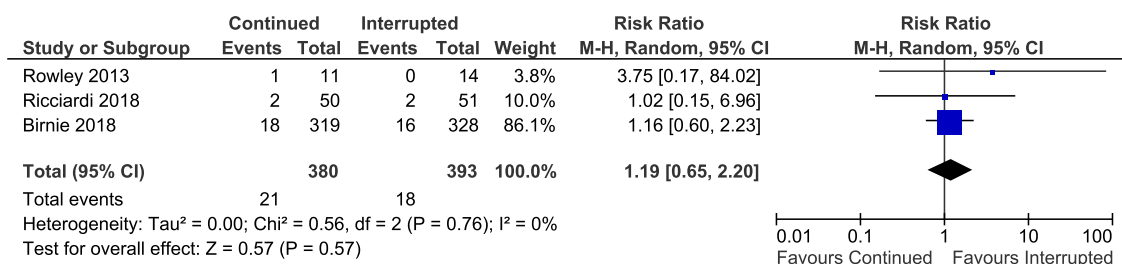 Continued Interrupted Risk Ratio Risk Ratio
Study or Subgroup Events Total Events Total Weight M-H, Random, 95% CI M-H, Random, 95% CI
Rowley 2013 1 11 0 14 3.8% 3.75 [0.17, 84.02]
Ricciardi 2018 2 50 2 51 10.0% 1.02 [0.15, 6.96]
Birnie 2018 18 319 16 328 86.1% 1.16 [0.60, 2.23]
Total (95% CI) 380 393 100.0% 1.19 [0.65, 2.20]
Total events 21 18
Heterogeneity: Tau² = 0.00; Chi² = 0.56, df = 2 (P = 0.76); I² = 0%
Test for overall effect: Z = 0.57 (P = 0.57)
0.01 0.1 1 10 100
Favours Continued Favours Interrupted